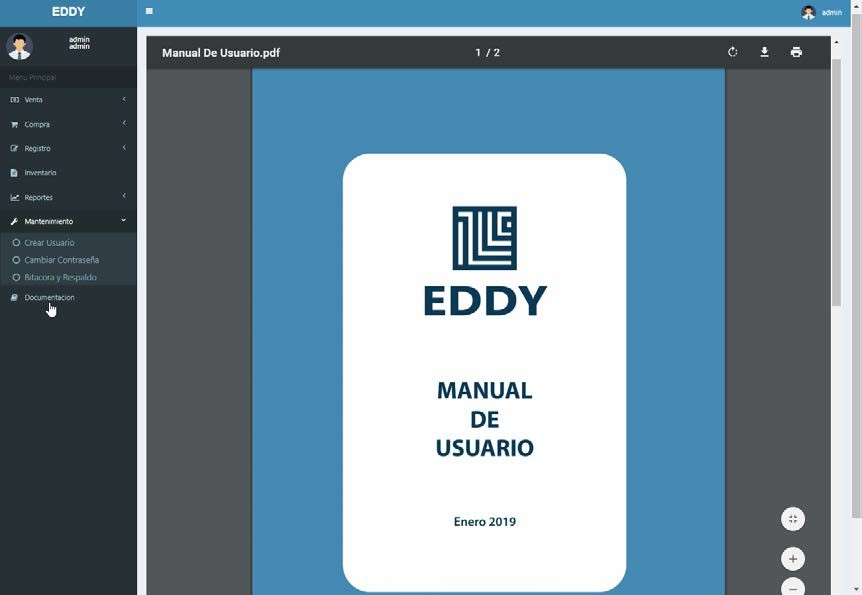 EDDY
admin
admin
admin
Menu Principal
Venta
Compra
Registro
Inventario
Reportes
Mantenimiento
Crear Usuario
Cambiar Contraseña
Bitacora y Respaldo
Documentacion
Manual De Usuario.pdf
1 / 2
EDDY
MANUAL
DE
USUARIO
Enero 2019